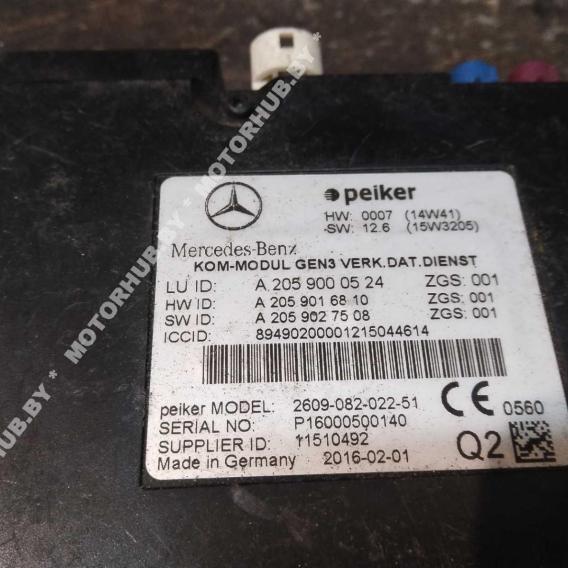 peiker
HW: 0007 (14W41)
SW: 12.6 (15W3205)
Mercedes-Benz
KOM-MODUL GEN3 VERK.DAT.DIENST
LU ID: A 205 900 05 24 ZGS: 001
HW ID: A 205 901 68 10 ZGS: 001
SW ID: A 205 902 75 08 ZGS: 001
ICCID: 89490200001215044614
peiker MODEL: 2609-082-022-51 CE 0560
SERIAL NO: P16000500140
SUPPLIER ID: 11510492 Q2
Made in Germany 2016-02-01
MOTORHUB.BY * MOTORHUB.BY * MOTORHUB.BY